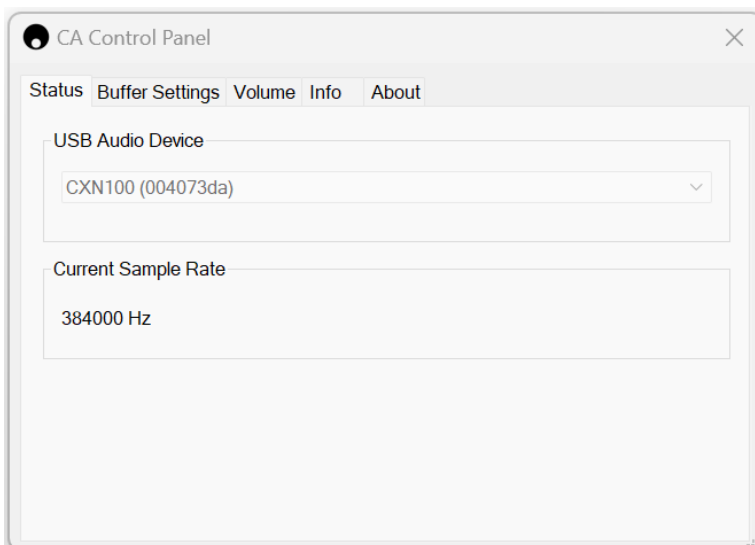 CA Control Panel
Status Buffer Settings Volume Info About
USB Audio Device
CXN100 (004073da)
Current Sample Rate
384000 Hz